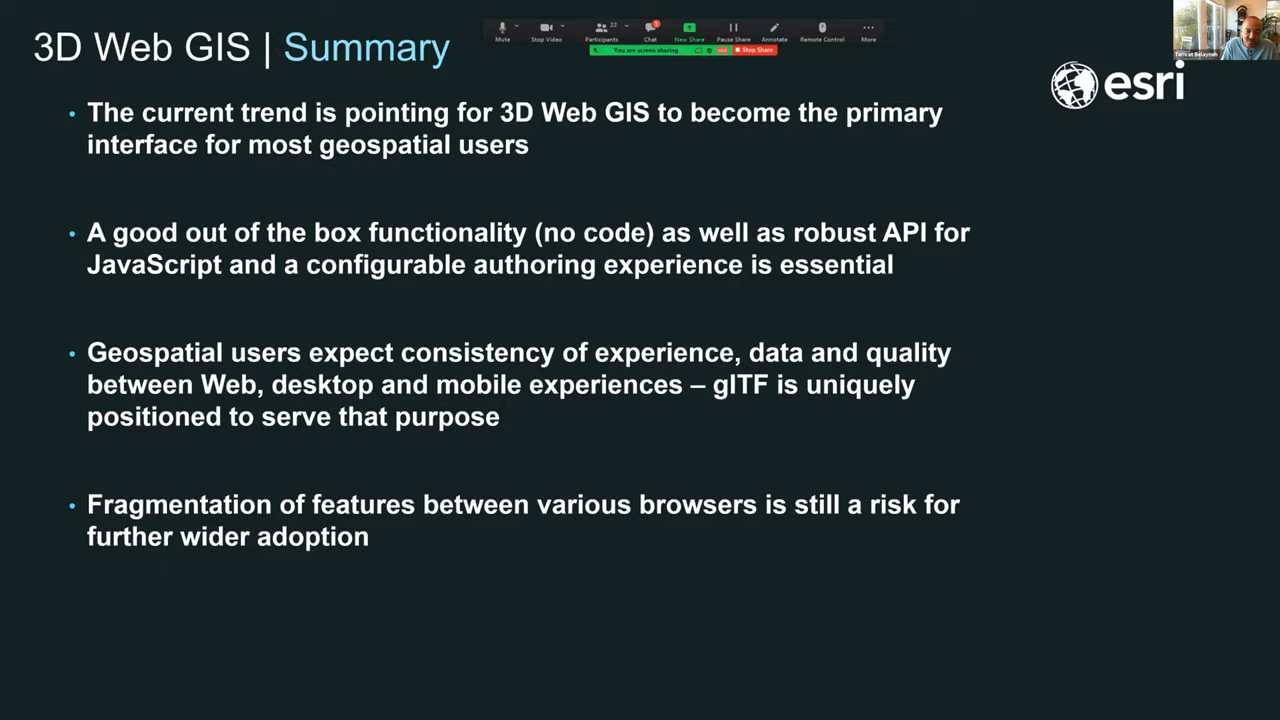 3D Web GIS | Summary
Mute
Stop Video
22
Participants
Chat
New Share
Pause Share
Annotate
Remote Control
More
You are screen sharing
LIVE
Stop Share
Tamrat Belayneh
esri
• The current trend is pointing for 3D Web GIS to become the primary
interface for most geospatial users
• A good out of the box functionality (no code) as well as robust API for
JavaScript and a configurable authoring experience is essential
• Geospatial users expect consistency of experience, data and quality
between Web, desktop and mobile experiences – glTF is uniquely
positioned to serve that purpose
• Fragmentation of features between various browsers is still a risk for
further wider adoption